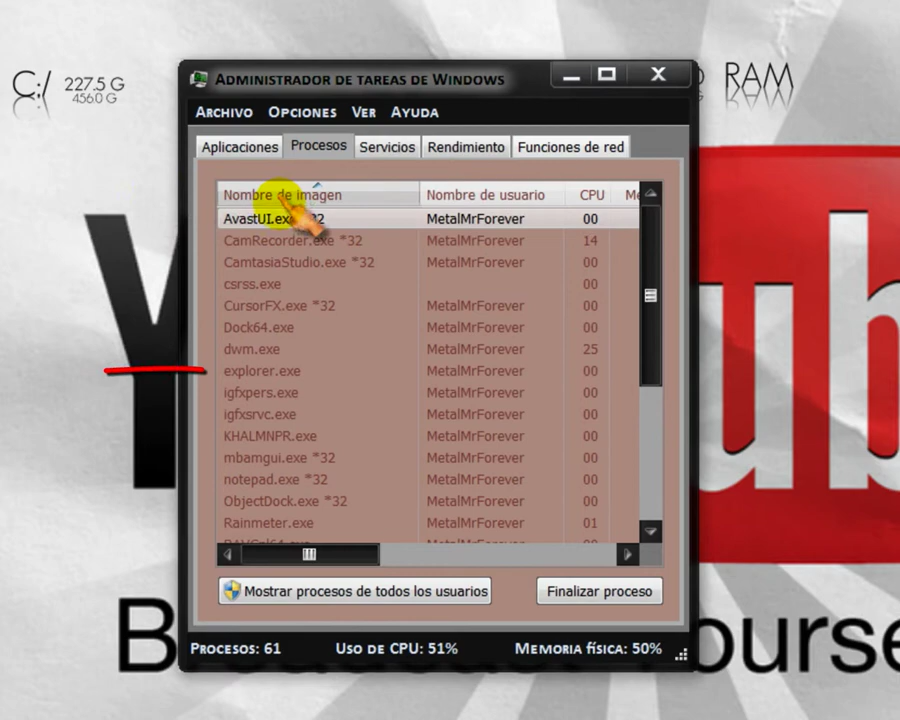 C:/ 227.5 G
456.0 G
RAM
Administrador de tareas de Windows
Archivo Opciones Ver Ayuda
Aplicaciones Procesos Servicios Rendimiento Funciones de red
Nombre de imagen Nombre de usuario CPU
AvastUI.exe *32 MetalMrForever 00
CamRecorder.exe *32 MetalMrForever 14
CamtasiaStudio.exe *32 MetalMrForever 00
csrss.exe 00
CursorFX.exe *32 MetalMrForever 00
Dock64.exe MetalMrForever 00
dwm.exe MetalMrForever 25
explorer.exe MetalMrForever 00
igfxpers.exe MetalMrForever 00
igfxsrvc.exe MetalMrForever 00
KHALMNPR.exe MetalMrForever 00
mbamgui.exe *32 MetalMrForever 00
notepad.exe *32 MetalMrForever 00
ObjectDock.exe *32 MetalMrForever 00
Rainmeter.exe MetalMrForever 01
Mostrar procesos de todos los usuarios Finalizar proceso
Procesos: 61 Uso de CPU: 51% Memoria física: 50%